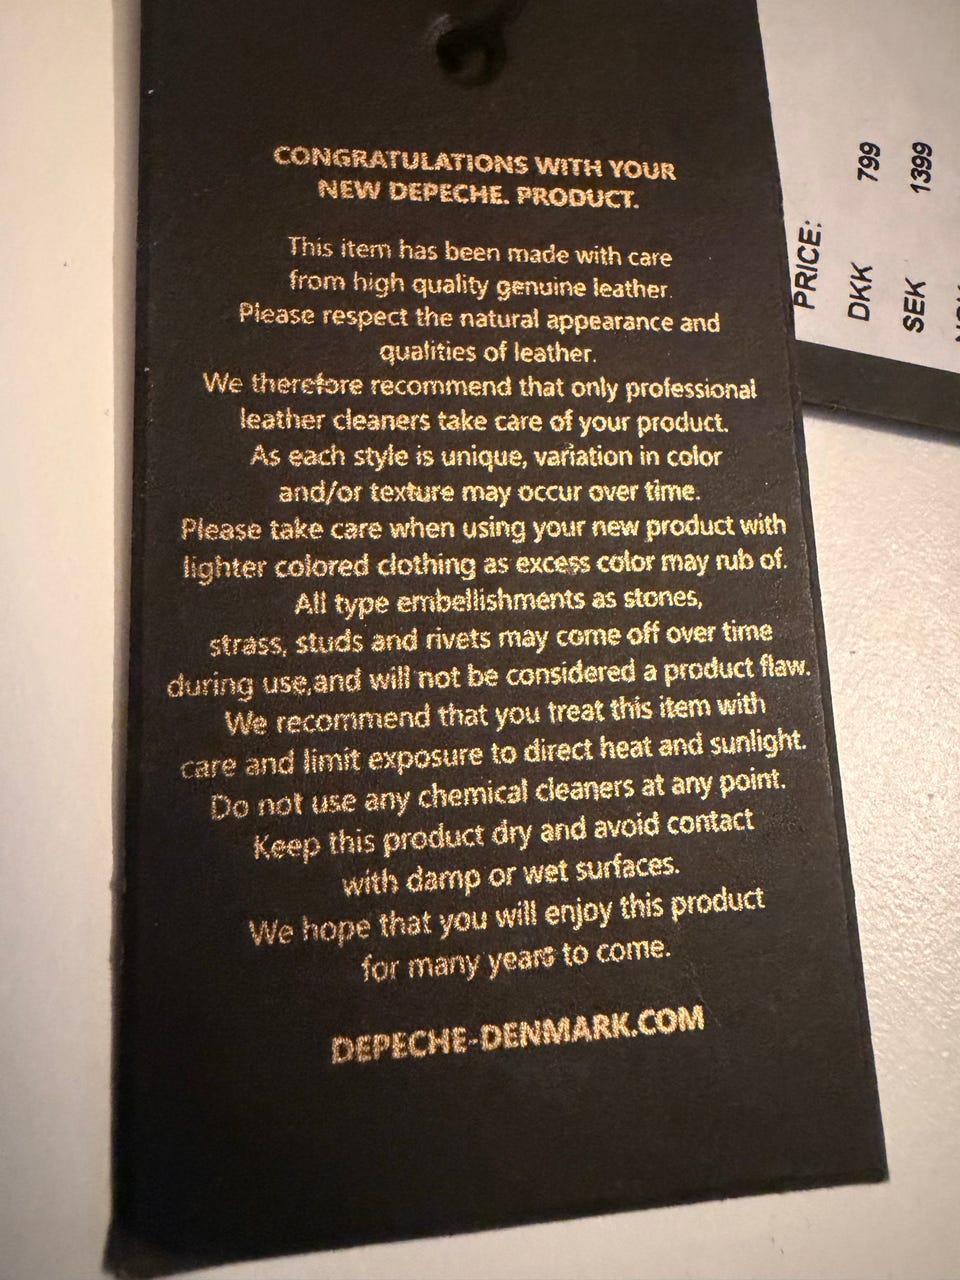 CONGRATULATIONS WITH YOUR
NEW DEPECHE. PRODUCT.
This item has been made with care
from high quality genuine leather.
Please respect the natural appearance and
qualities of leather.
We therefore recommend that only professional
leather cleaners take care of your product.
As each style is unique, variation in color
and/or texture may occur over time.
Please take care when using your new product with
lighter colored clothing as excess color may rub of.
All type embellishments as stones,
strass, studs and rivets may come off over time
during use,and will not be considered a product flaw.
We recommend that you treat this item with
care and limit exposure to direct heat and sunlight.
Do not use any chemical cleaners at any point.
Keep this product dry and avoid contact
with damp or wet surfaces.
We hope that you will enjoy this product
for many years to come.
DEPECHE-DENMARK.COM
PRICE:
DKK 799
SEK 1399